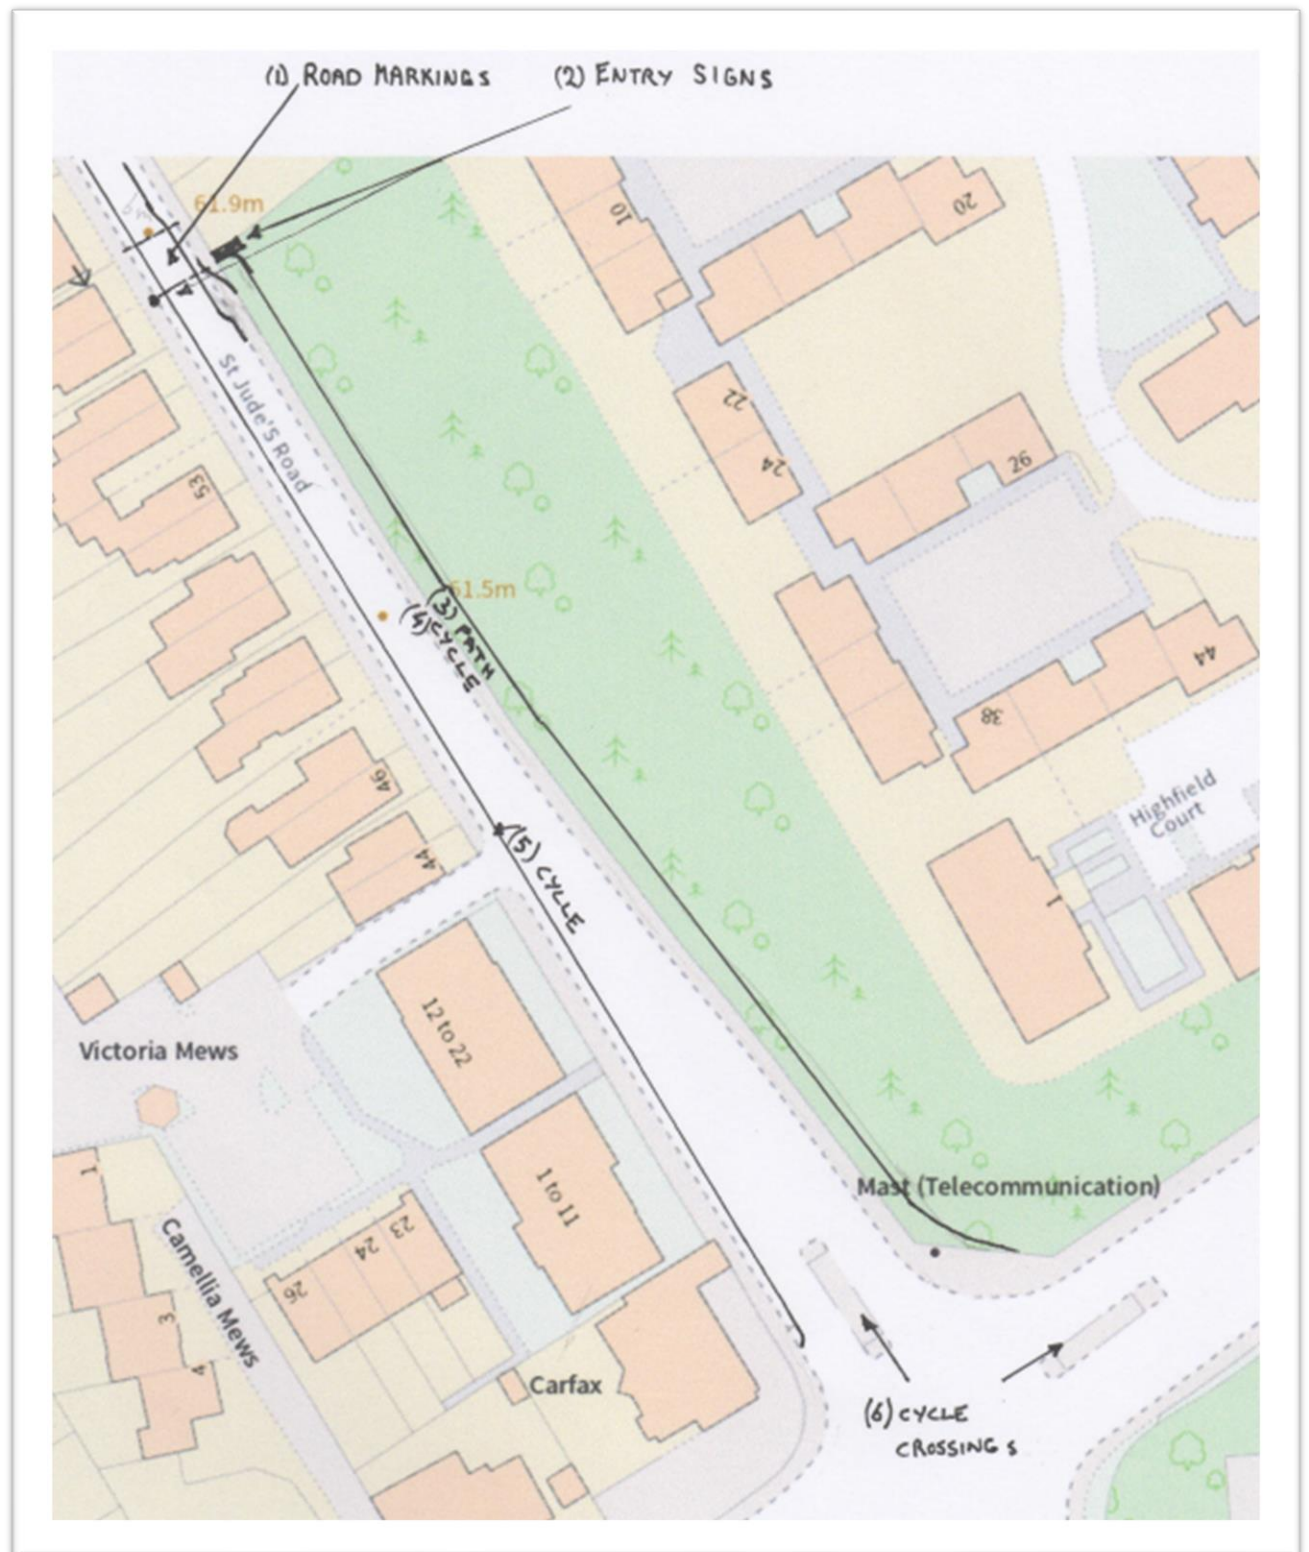 (1) ROAD MARKINGS
(2) ENTRY SIGNS
61.9m
10
20
St Jude'S Road
22
24
26
53
61.5m
(3) PATH
(4) CYCLE
44
38
46
Highfield
Court
(5) CYCLE
44
1
12 to 22
Victoria Mews
1 to 11
1
Mast (Telecommunication)
23
24
26
Camellia Mews
3
4
Carfax
(6) CYCLE
CROSSINGS